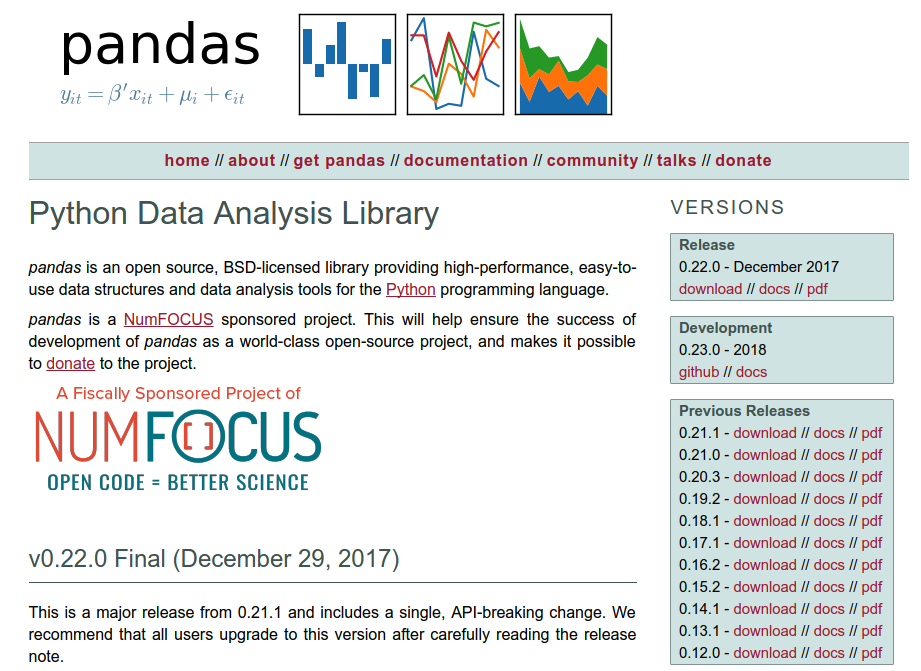 pandas
y_it = β′x_it + μ_i + ϵ_it
home // about // get pandas // documentation // community // talks // donate
Python Data Analysis Library
pandas is an open source, BSD-licensed library providing high-performance, easy-to-
use data structures and data analysis tools for the Python programming language.
pandas is a NumFOCUS sponsored project. This will help ensure the success of
development of pandas as a world-class open-source project, and makes it possible
to donate to the project.
A Fiscally Sponsored Project of
NUMFOCUS
OPEN CODE = BETTER SCIENCE
v0.22.0 Final (December 29, 2017)
This is a major release from 0.21.1 and includes a single, API-breaking change. We
recommend that all users upgrade to this version after carefully reading the release
note.
VERSIONS
Release
0.22.0 - December 2017
download // docs // pdf
Development
0.23.0 - 2018
github // docs
Previous Releases
0.21.1 - download // docs // pdf
0.21.0 - download // docs // pdf
0.20.3 - download // docs // pdf
0.19.2 - download // docs // pdf
0.18.1 - download // docs // pdf
0.17.1 - download // docs // pdf
0.16.2 - download // docs // pdf
0.15.2 - download // docs // pdf
0.14.1 - download // docs // pdf
0.13.1 - download // docs // pdf
0.12.0 - download // docs // pdf